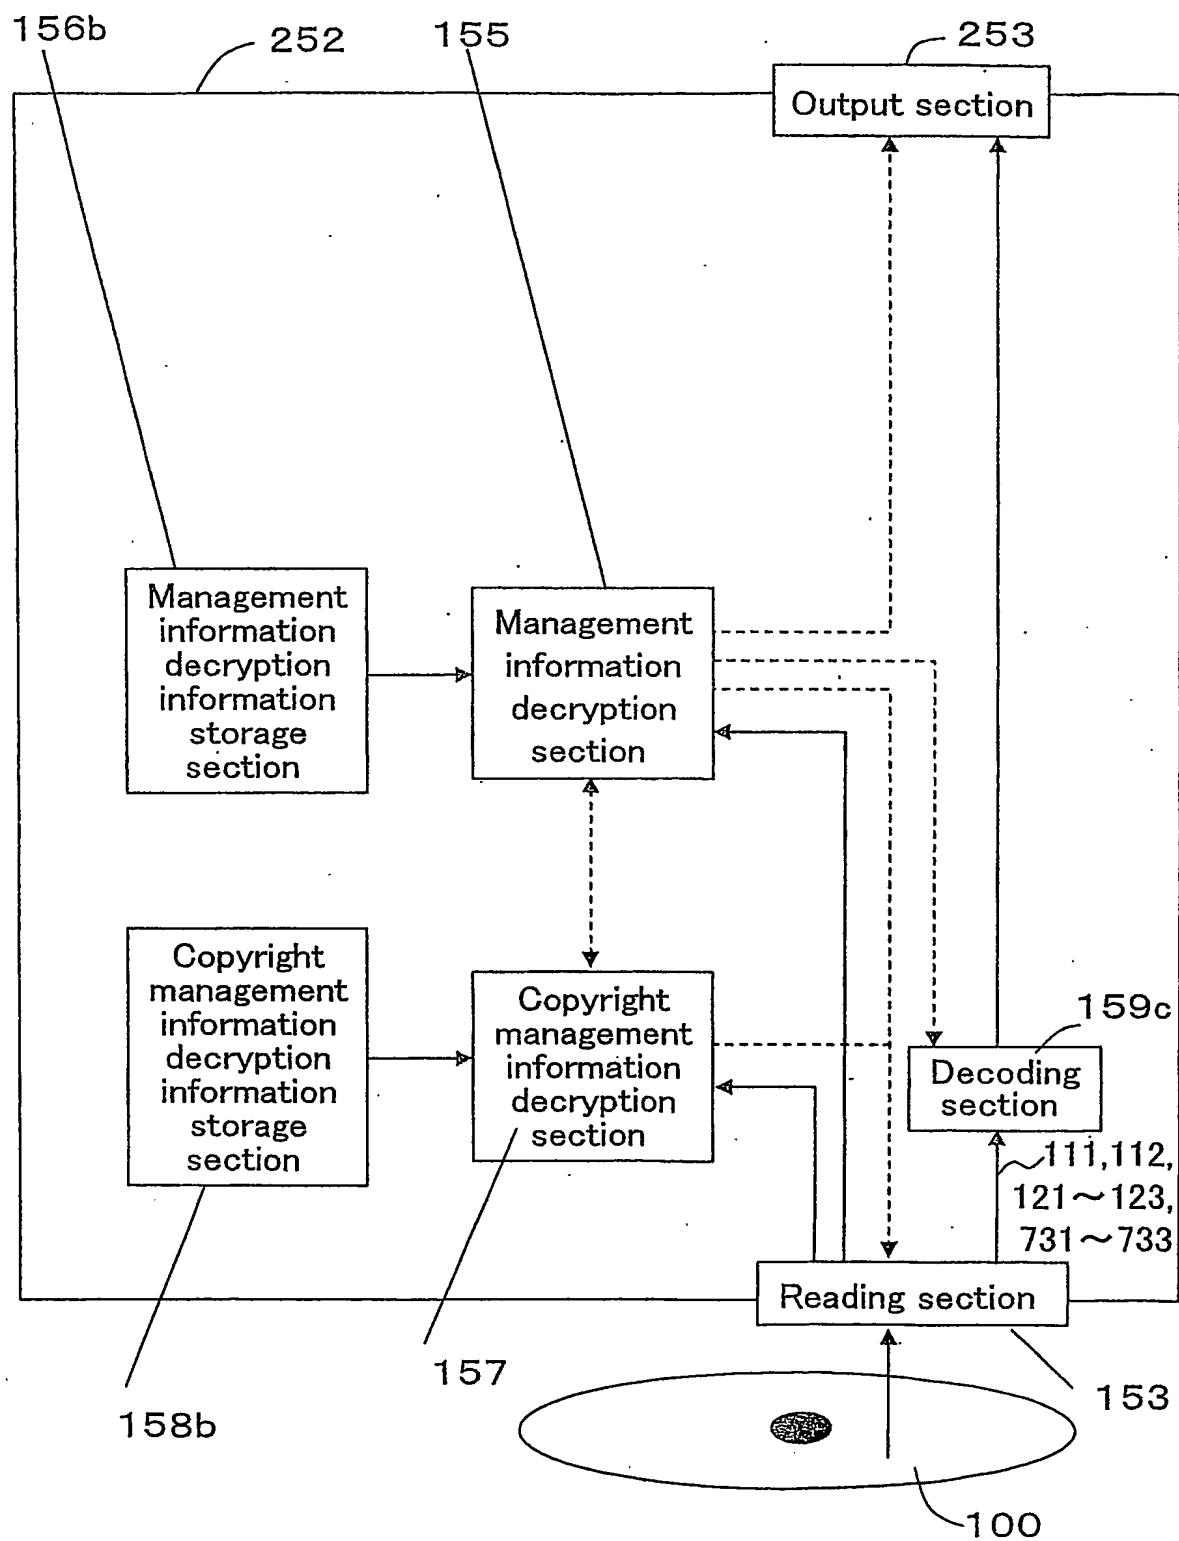 156b
252
155
253
Output section
Management
information
decryption
information
storage
section
Management
information
decryption
section
Copyright
management
information
decryption
information
storage
section
Copyright
management
information
decryption
section
159c
Decoding
section
111,112,
121～123,
731～733
Reading section
157
153
158b
100